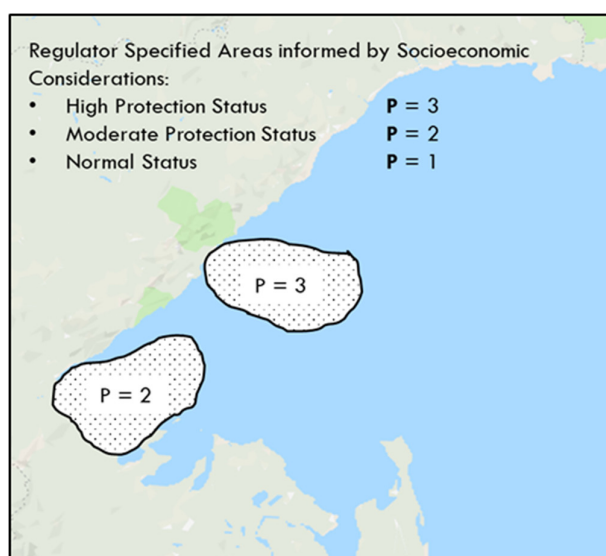 Regulator Specified Areas informed by Socioeconomic
Considerations:
• High Protection Status P = 3
• Moderate Protection Status P = 2
• Normal Status P = 1
P = 3
P = 2